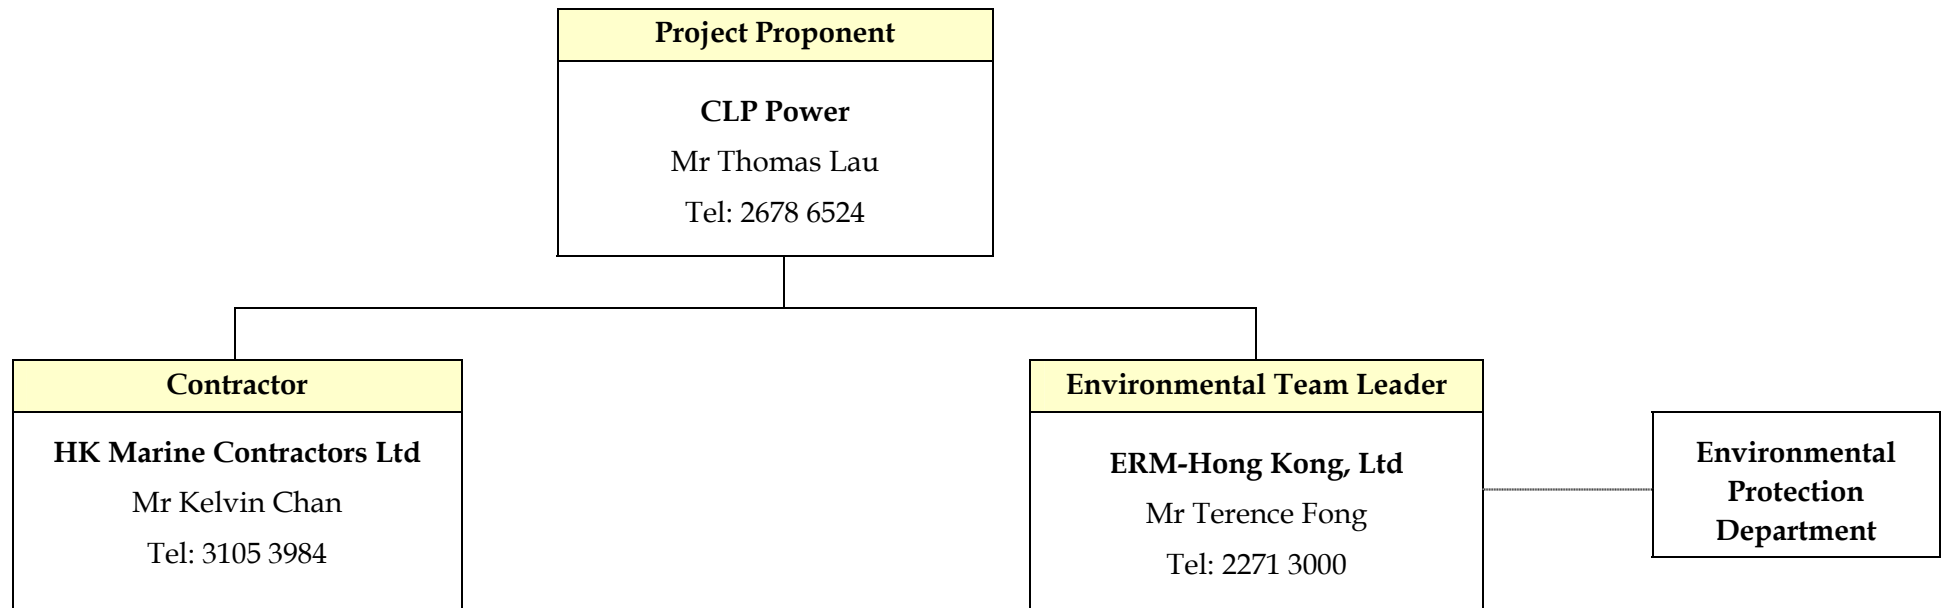 Project Proponent
CLP Power
Mr Thomas Lau
Tel: 2678 6524
Contractor
HK Marine Contractors Ltd
Mr Kelvin Chan
Tel: 3105 3984
Environmental Team Leader
ERM-Hong Kong, Ltd
Mr Terence Fong
Tel: 2271 3000
Environmental
Protection
Department